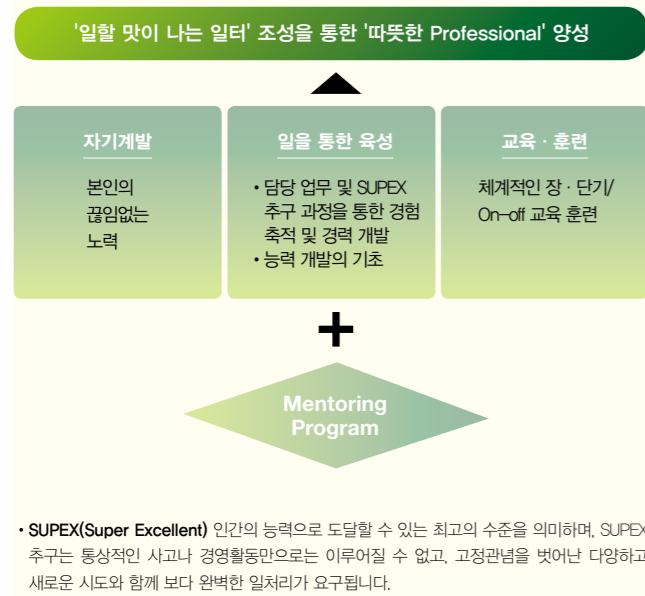 '일할 맛이 나는 일터' 조성을 통한 '따뜻한 Professional' 양성
자기계발
본인의
끊임없는
노력
일을 통한 육성
• 담당 업무 및 SUPEX
추구 과정을 통한 경험
축적 및 경력 개발
• 능력 개발의 기초
교육 · 훈련
체계적인 장 · 단기/
On-off 교육 훈련
+
Mentoring
Program
• SUPEX(Super Excellent) 인간의 능력으로 도달할 수 있는 최고의 수준을 의미하며, SUPEX
추구는 통상적인 사고나 경영활동만으로는 이루어질 수 없고, 고정관념을 벗어난 다양하고
새로운 시도와 함께 보다 완벽한 일처리가 요구됩니다.